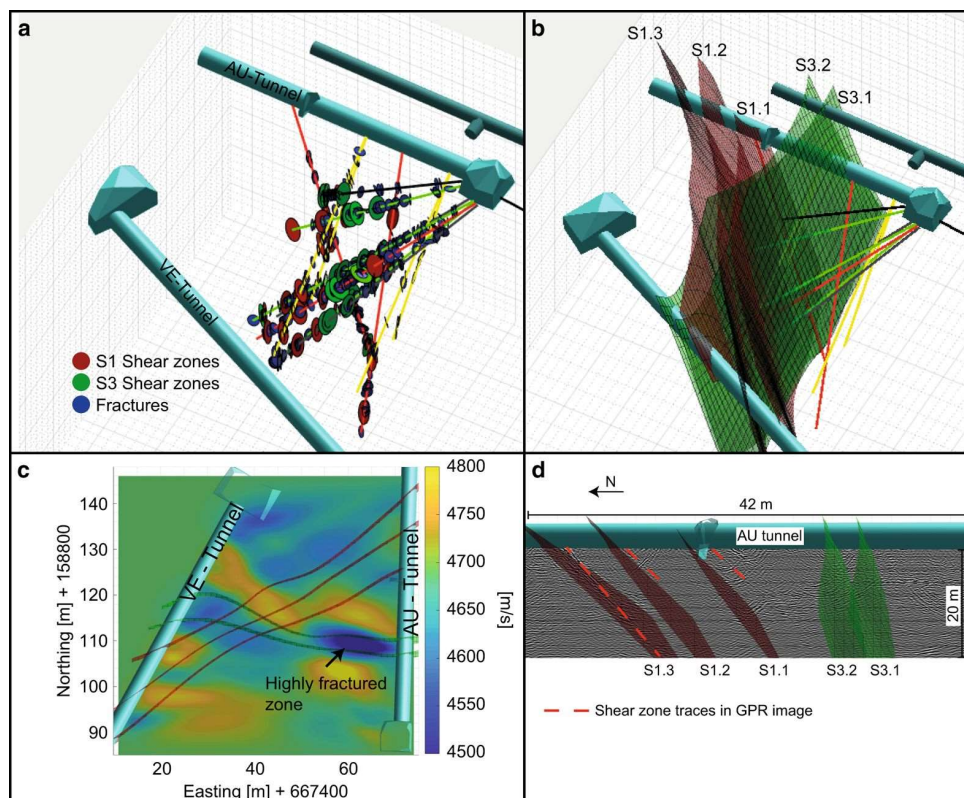 a
AU-Tunnel
VE-Tunnel
S1 Shear zones
S3 Shear zones
Fractures
b
S1.3
S1.2
S1.1
S3.2
S3.1
c
140
130
120
110
100
90
Northing [m] + 158800
VE - Tunnel
AU - Tunnel
Highly fractured
zone
20
40
60
Easting [m] + 667400
4800
4750
4700
4650
4600
4550
4500
[m/s]
d
N
42 m
AU tunnel
20 m
S1.3
S1.2
S1.1
S3.2
S3.1
Shear zone traces in GPR image